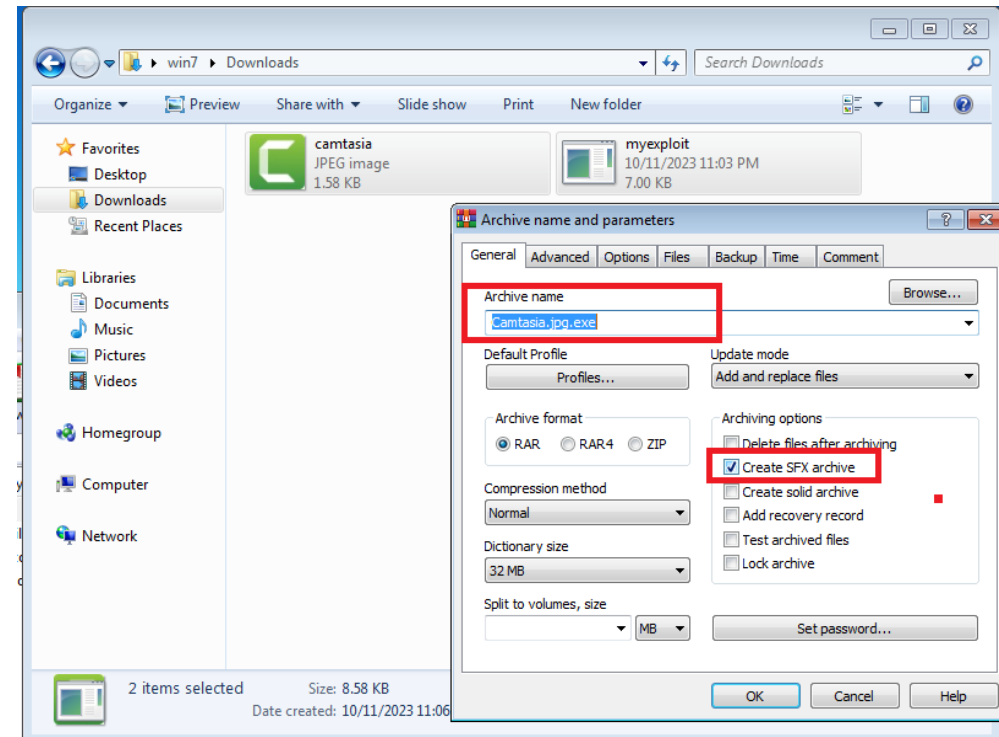 win7 Downloads
Search Downloads
Organize Preview Share with Slide show Print New folder
Favorites
Desktop
Downloads
Recent Places
Libraries
Documents
Music
Pictures
Videos
Homegroup
Computer
Network
camtasia
JPEG image
1.58 KB
myexploit
10/11/2023 11:03 PM
7.00 KB
Archive name and parameters
General Advanced Options Files Backup Time Comment
Archive name
Browse...
Camtasia.jpg.exe
Default Profile
Profiles...
Update mode
Add and replace files
Archive format
RAR RAR4 ZIP
Compression method
Normal
Dictionary size
32 MB
Split to volumes, size
MB
Archiving options
Delete files after archiving
Create SFX archive
Create solid archive
Add recovery record
Test archived files
Lock archive
Set password...
OK Cancel Help
2 items selected Size: 8.58 KB
Date created: 10/11/2023 11:06